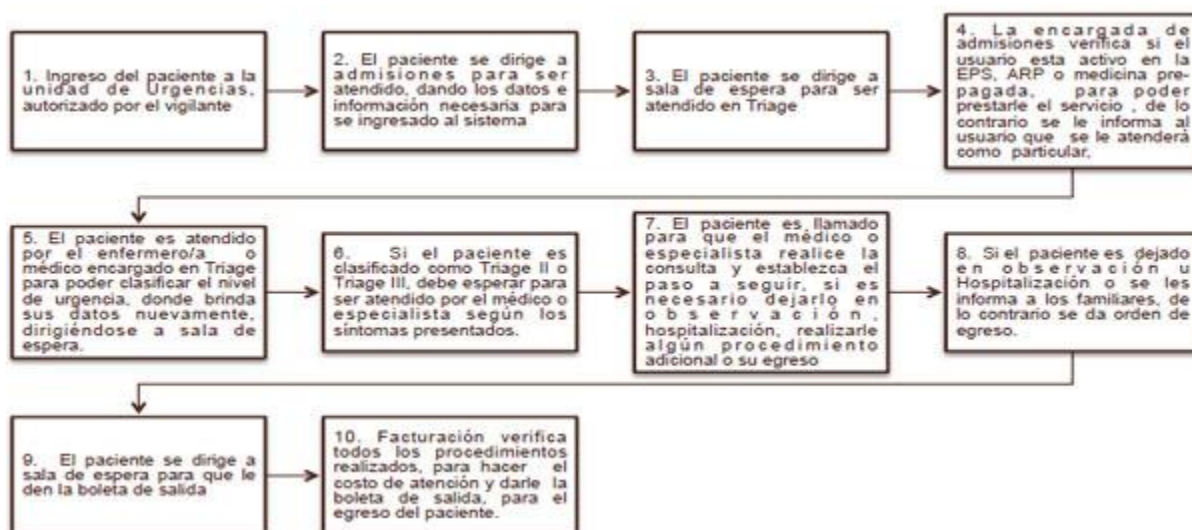 1. Ingreso del paciente a la
unidad de Urgencias,
autorizado por el vigilante
2. El paciente se dirige a
admisiones para ser
atendido, dando los datos e
información necesaria para
se ingresado al sistema
3. El paciente se dirige a
sala de espera para ser
atendido en Triage
4. La encargada de
admisiones verifica si el
usuario esta activo en la
EPS, ARP o medicina pre-
pagada, para poder
prestarle el servicio , de lo
contrario se le informa al
usuario que se le atenderá
como particular,
5. El paciente es atendido
por el enfermero/a o
médico encargado en Triage
para poder clasificar el nivel
de urgencia, donde brinda
sus datos nuevamente,
dirigiéndose a sala de
espera.
6. Si el paciente es
clasificado como Triage II o
Triage III, debe esperar para
ser atendido por el médico o
especialista según los
síntomas presentados.
7. El paciente es llamado
para que el médico o
especialista realice la
consulta y establezca el
paso a seguir, si es
necesario dejarlo en
observación,
hospitalización, realizarle
algún procedimiento
adicional o su egreso
8. Si el paciente es dejado
en observación u
Hospitalización o se les
informa a los familiares, de
lo contrario se da orden de
egreso.
9. El paciente se dirige a
sala de espera para que le
den la boleta de salida
10. Facturación verifica
todos los procedimientos
realizados, para hacer el
costo de atención y darle la
boleta de salida, para el
egreso del paciente.